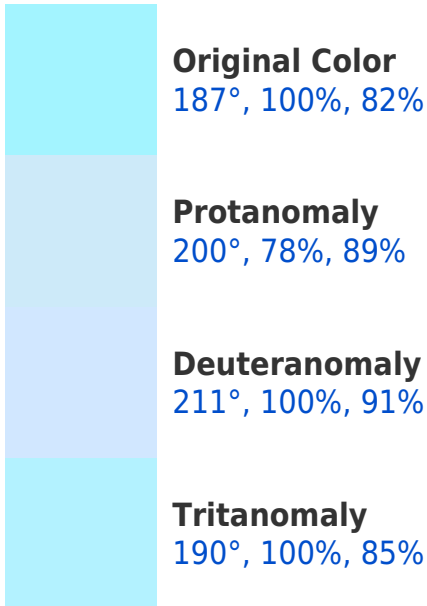 Original Color
187°, 100%, 82%
Protanomaly
200°, 78%, 89%
Deuteranomaly
211°, 100%, 91%
Tritanomaly
190°, 100%, 85%